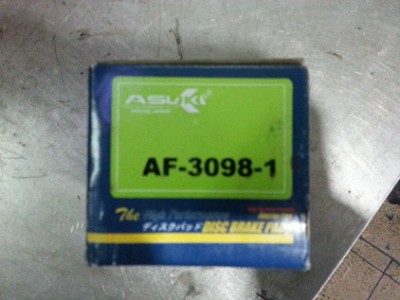 ASUKI
AF-3098-1
The High Performance
ディスクパッド DISC BRAKE PAD